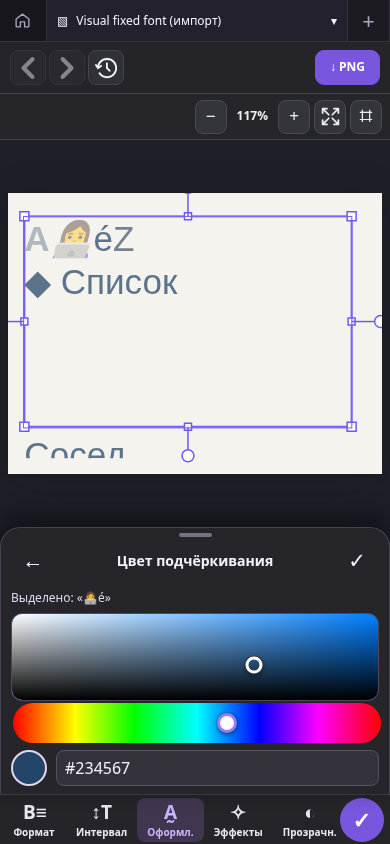 Visual fixed font (импорт)
↓ PNG
117%
A👩‍💻éZ
◆ Список
Сосед
Цвет подчёркивания
Выделено: «👩‍💻é»
#234567
B≡ ↕T A
Формат Интервал Оформл. Эффекты Прозрачн.